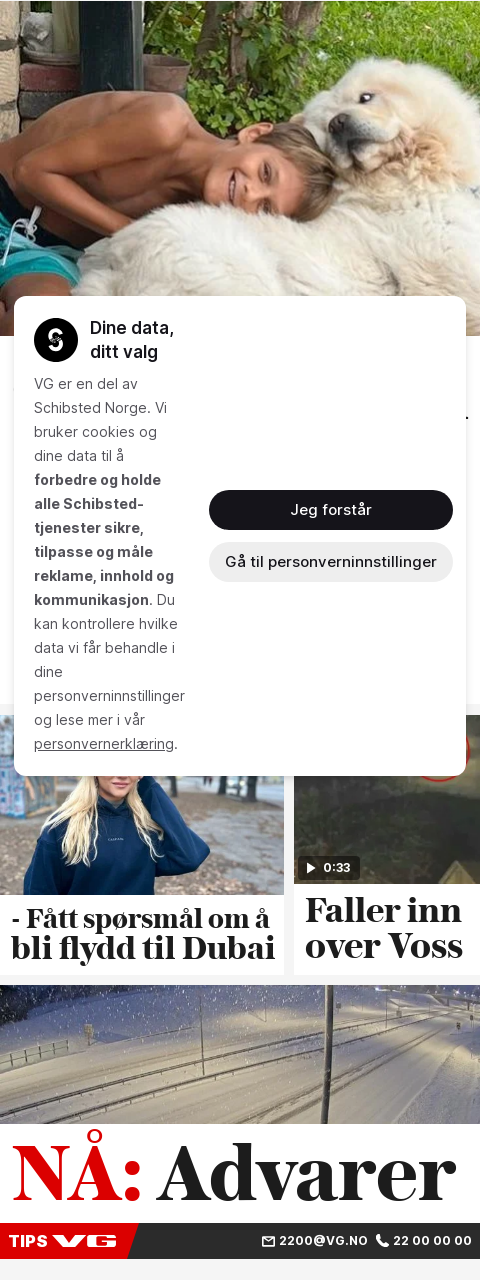 Dine data,
ditt valg
VG er en del av
Schibsted Norge. Vi
bruker cookies og
dine data til å
forbedre og holde
alle Schibsted-
tjenester sikre,
tilpasse og måle
reklame, innhold og
kommunikasjon. Du
kan kontrollere hvilke
data vi får behandle i
dine
personverninnstillinger
og lese mer i vår
personvernerklæring.
Jeg forstår
Gå til personverninnstillinger
0:33
- Fått spørsmål om å
bli flydd til Dubai
Faller inn
over Voss
NÅ: Advarer
TIPS VG
2200@VG.NO
22 00 00 00